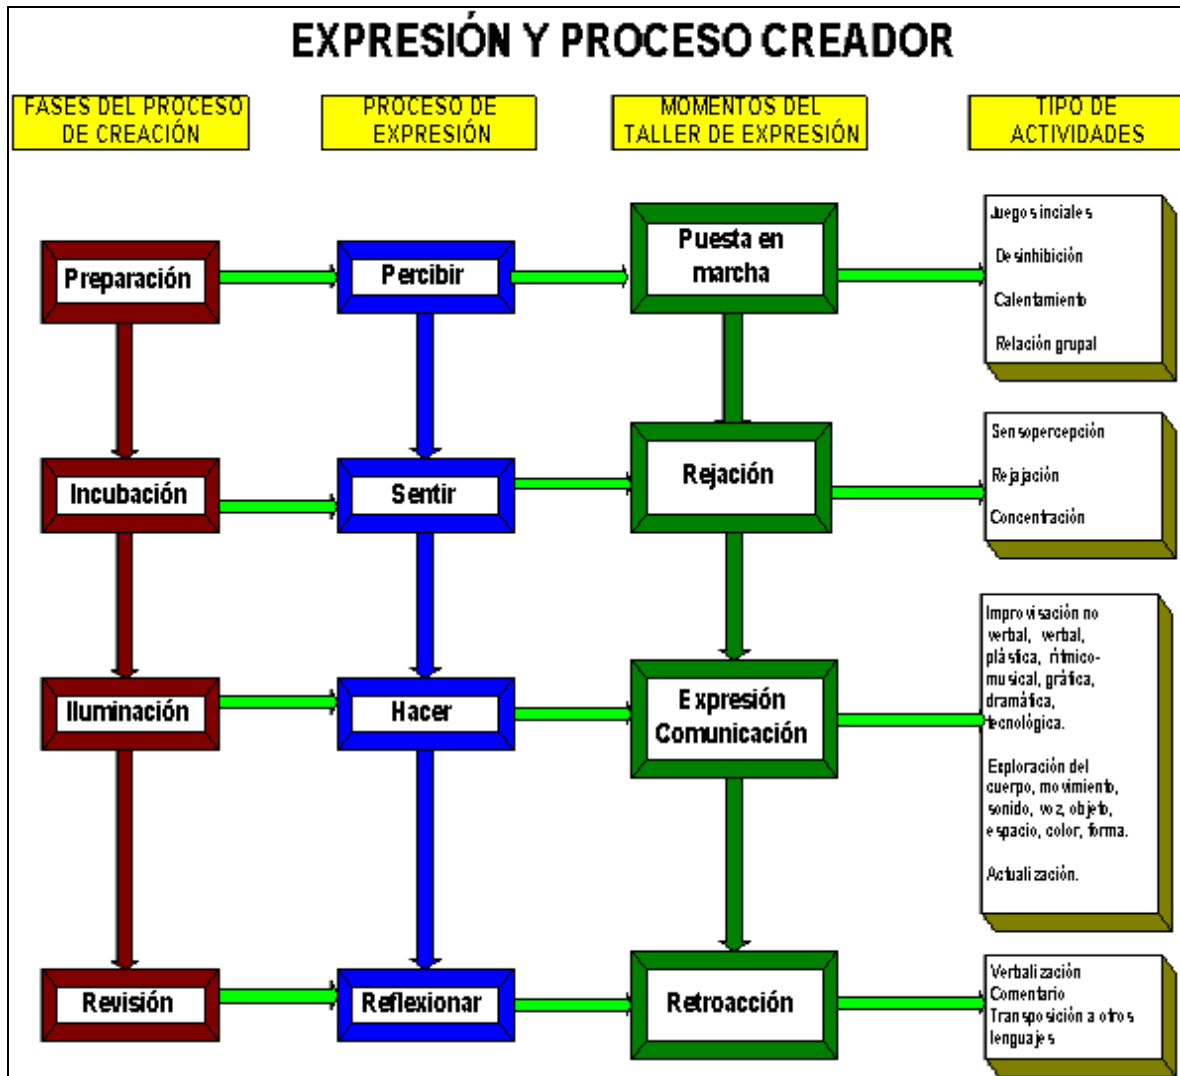 EXPRESIÓN Y PROCESO CREADOR
FASES DEL PROCESO
DE CREACIÓN
PROCESO DE
EXPRESIÓN
MOMENTOS DEL
TALLER DE EXPRESIÓN
TIPO DE
ACTIVIDADES
Preparación
Percibir
Puesta en
marcha
Juegos inciales
Desinhibición
Calentamiento
Relación grupal
Incubación
Sentir
Rejación
Sensopercepción
Rejajación
Concentración
Iluminación
Hacer
Expresión
Comunicación
Improvisación no
verbal, verbal,
plástica, rítmico-
musical, gráfica,
dramática,
tecnológica.
Exploración del
cuerpo, movimiento,
sonido, voz, objeto,
espacio, color, forma.
Actualización.
Revisión
Reflexionar
Retroacción
Verbalización
Comentario
Transposición a otros
lenguajes